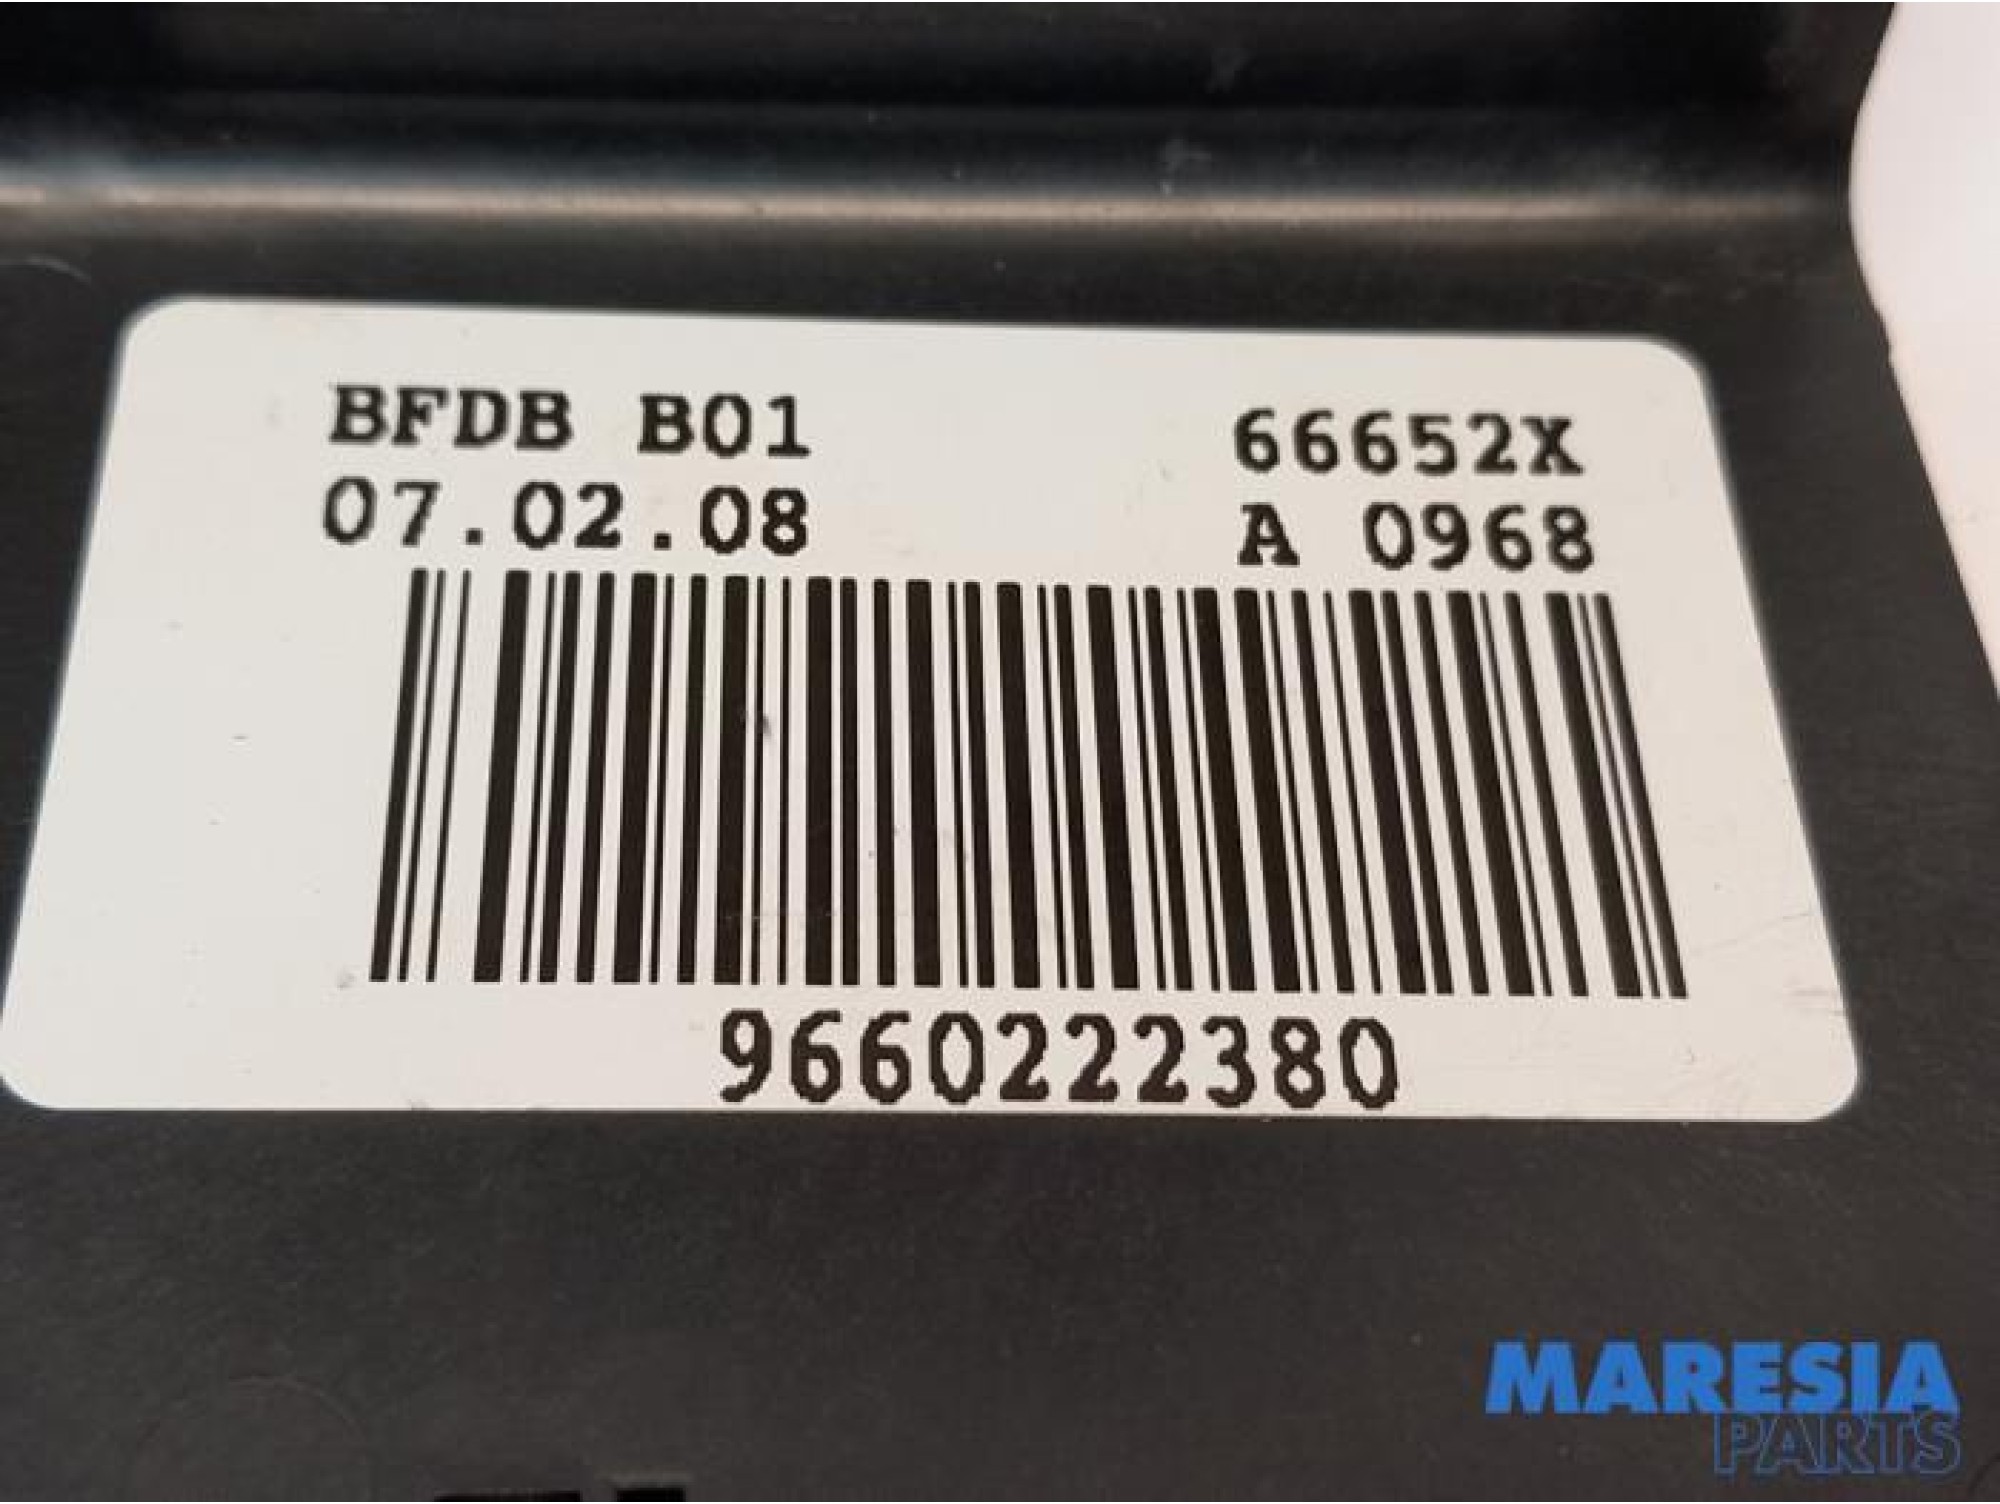 BFDB B01 66652X
07.02.08 A 0968
9660222380
MARESIA
PARTS